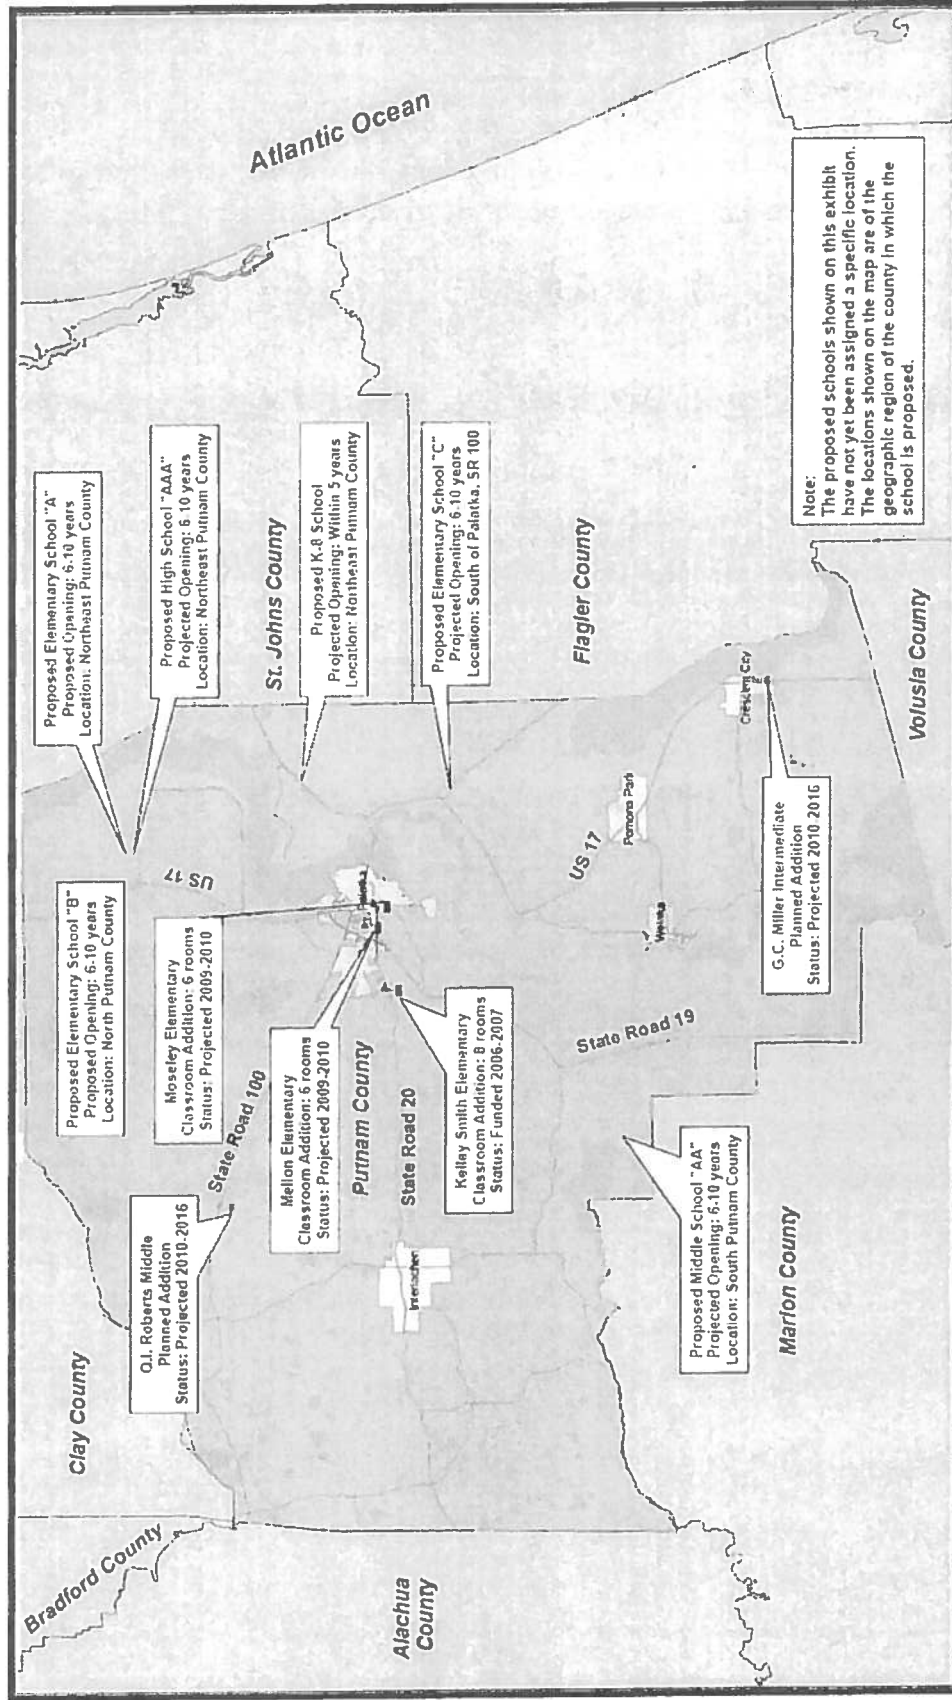 Bradford County
Clay County
Alachua
County
Q.I. Roberts Middle
Planned Addition
Status: Projected 2010-2016
Proposed Elementary School "B"
Proposed Opening: 6-10 years
Location: North Putnam County
Proposed Elementary School "A"
Proposed Opening: 6-10 years
Location: Northeast Putnam County
Proposed High School "AAA"
Projected Opening: 6-10 years
Location: Northeast Putnam County
Moseley Elementary
Classroom Addition: 6 rooms
Status: Projected 2009-2010
US 17
State Road 100
St. Johns County
Atlantic Ocean
Mellon Elementary
Classroom Addition: 6 rooms
Status: Projected 2009-2010
Proposed K-8 School
Projected Opening: Within 5 years
Location: Northeast Putnam County
Putnam County
State Road 20
Interlachen
Palatka
Kelley Smith Elementary
Classroom Addition: 8 rooms
Status: Funded 2006-2007
Proposed Elementary School "C"
Projected Opening: 6-10 years
Location: South of Palatka, SR 100
Flagler County
US 17
State Road 19
Pomona Park
Welaka
Crescent City
Proposed Middle School "AA"
Projected Opening: 6-10 years
Location: South Putnam County
Marion County
G.C. Miller Intermediate
Planned Addition
Status: Projected 2010-2016
Volusia County
Note:
The proposed schools shown on this exhibit
have not yet been assigned a specific location.
The locations shown on the map are of the
geographic region of the county in which the
school is proposed.